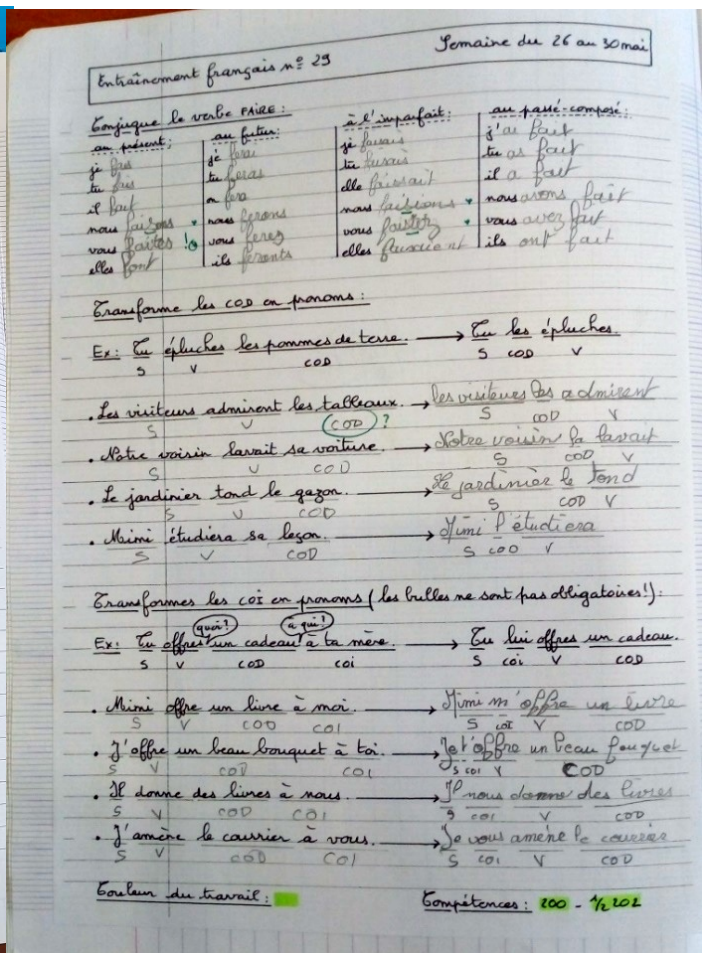 Entraînement français n° 29
Semaine du 26 au 30 mai
Conjugue le verbe FAIRE :
au présent :
je fais
tu fais
il fait
nous faizons
vous faites !
elles font
au futur :
je ferai
tu feras
on fera
nous ferons
vous ferez
ils feronts
à l'imparfait :
je faisais
tu faisais
elle faissait
nous faizions
vous
elles faisaient
au passé-composé :
j'ai fait
tu as fait
il a fait
nous avons fait
vous avez fait
ils ont fait
Transforme les COD en pronoms :
Ex : Tu épluches les pommes de terre. → Tu les épluches.
S V COD S COD V
. Les visiteurs admirent les tableaux. → les visiteurs les admirent
S V COD ? S COD V
. Notre voisin lavait sa voiture. → Notre voisin la lavait
S V COD S COD V
. Le jardinier tond le gazon. → Le jardinier le tond
S V COD S COD V
. Mimi étudiera sa leçon. → Mimi l'étudiera
S V COD S COD V
Transformes les COI en pronoms (les bulles ne sont pas obligatoires !) :
quoi ? à qui ?
Ex : Tu offres un cadeau à ta mère. → Tu lui offres un cadeau.
S V COD COI S COI V COD
. Mimi offre un livre à moi. → Mimi m'offre un livre
S V COD COI S COI V COD
. J'offre un beau bouquet à toi. → Je t'offre un beau bouquet
S V COD COI S COI V COD
. Il donne des livres à nous. → Il nous donne des livres
S V COD COI S COI V COD
. J'amène le courrier à vous. → Je vous amène le courrier
S V COD COI S COI V COD
Couleur du travail :
Compétences : 200 - 1/2 202